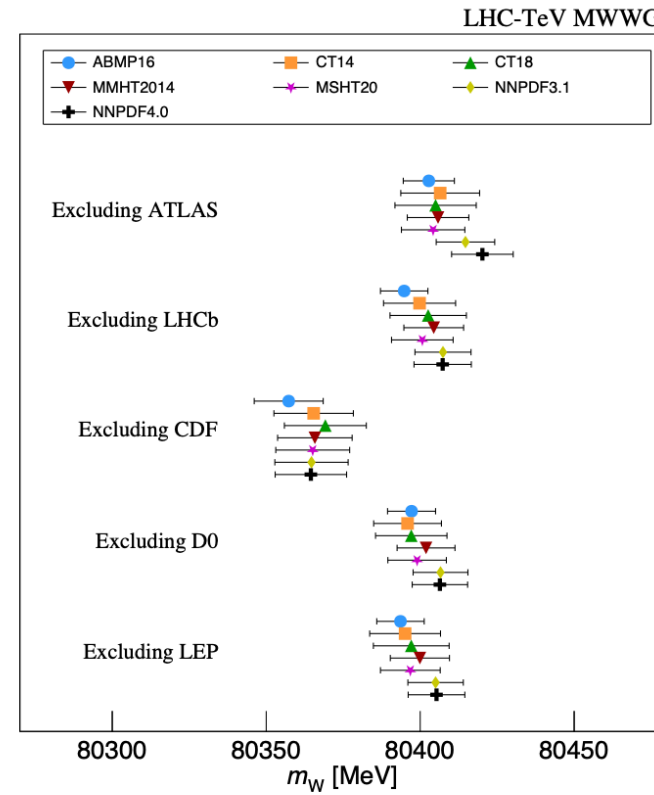 LHC-TeV MWWG
ABMP16 CT14 CT18
MMHT2014 MSHT20 NNPDF3.1
NNPDF4.0
Excluding ATLAS
Excluding LHCb
Excluding CDF
Excluding D0
Excluding LEP
80300 80350 80400 80450
m_W [MeV]